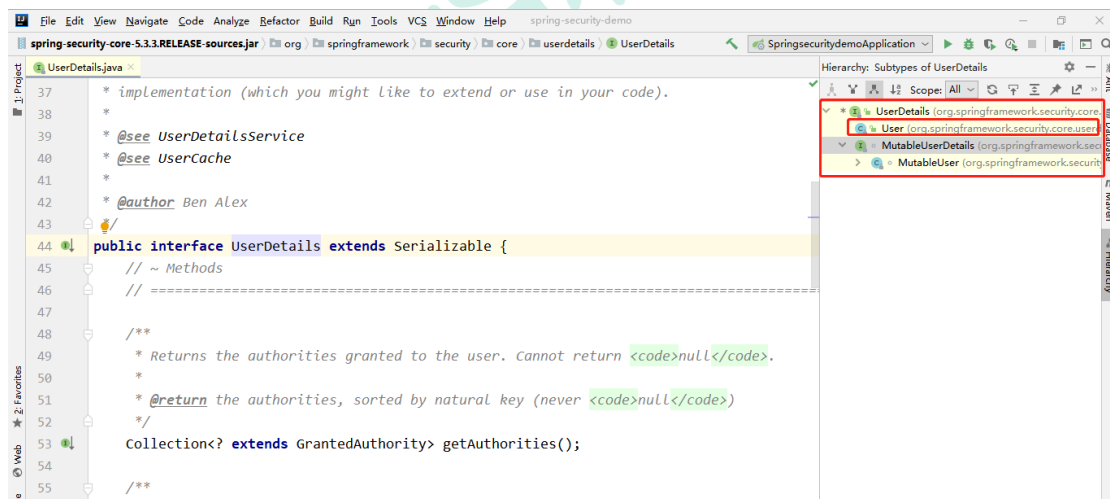 File Edit View Navigate Code Analyze Refactor Build Run Tools VCS Window Help spring-security-demo
spring-security-core-5.3.3.RELEASE-sources.jar org springframework security core userdetails UserDetails SpringsecuritydemoApplication
UserDetails.java
Hierarchy: Subtypes of UserDetails
Scope: All
1: Project
37 * implementation (which you might like to extend or use in your code).
38 *
39 * @see UserDetailsService
40 * @see UserCache
41 *
42 * @author Ben Alex
43 */
44 public interface UserDetails extends Serializable {
45 // ~ Methods
46 // ================================================================================
47
48 /**
49 * Returns the authorities granted to the user. Cannot return <code>null</code>.
50 *
51 * @return the authorities, sorted by natural key (never <code>null</code>)
52 */
53 Collection<? extends GrantedAuthority> getAuthorities();
54
55 /**
* UserDetails (org.springframework.security.core.
User (org.springframework.security.core.userd
MutableUserDetails (org.springframework.secu
MutableUser (org.springframework.security
2: Favorites
Web
Ant
Database
Maven
Hierarchy